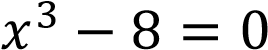 x³ − 8 = 0